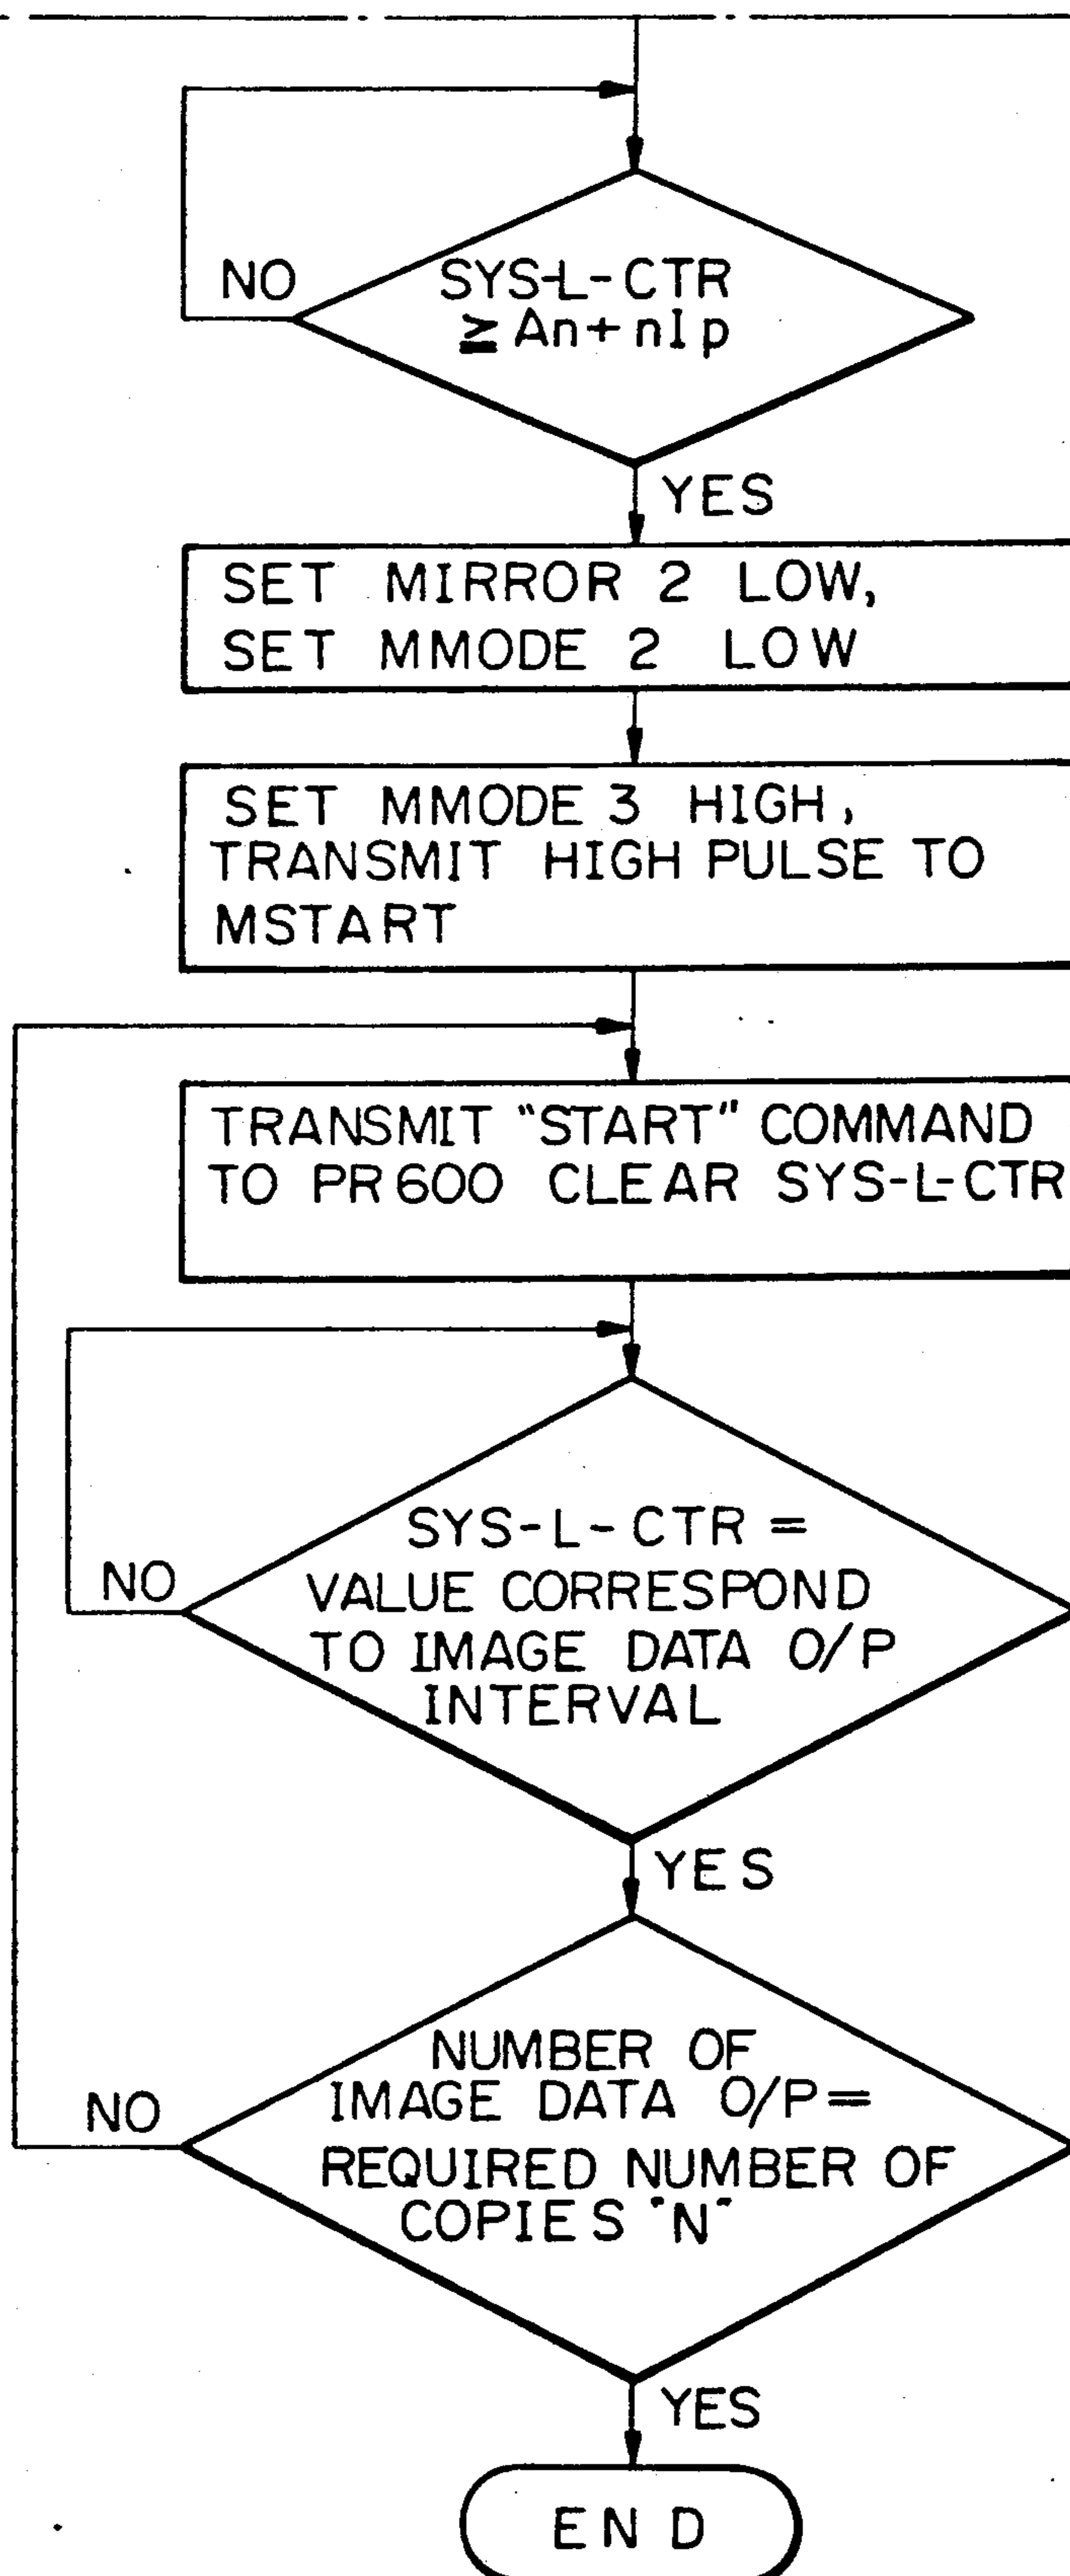 NO
SYS-L-CTR
≧ An+nIp
YES
SET MIRROR 2 LOW,
SET MMODE 2 LOW
SET MMODE 3 HIGH,
TRANSMIT HIGH PULSE TO
MSTART
TRANSMIT "START" COMMAND
TO PR600 CLEAR SYS-L-CTR
SYS-L-CTR =
NO
VALUE CORRESPOND
TO IMAGE DATA O/P
INTERVAL
YES
NUMBER OF
IMAGE DATA O/P=
NO
REQUIRED NUMBER OF
COPIES "N"
YES
END